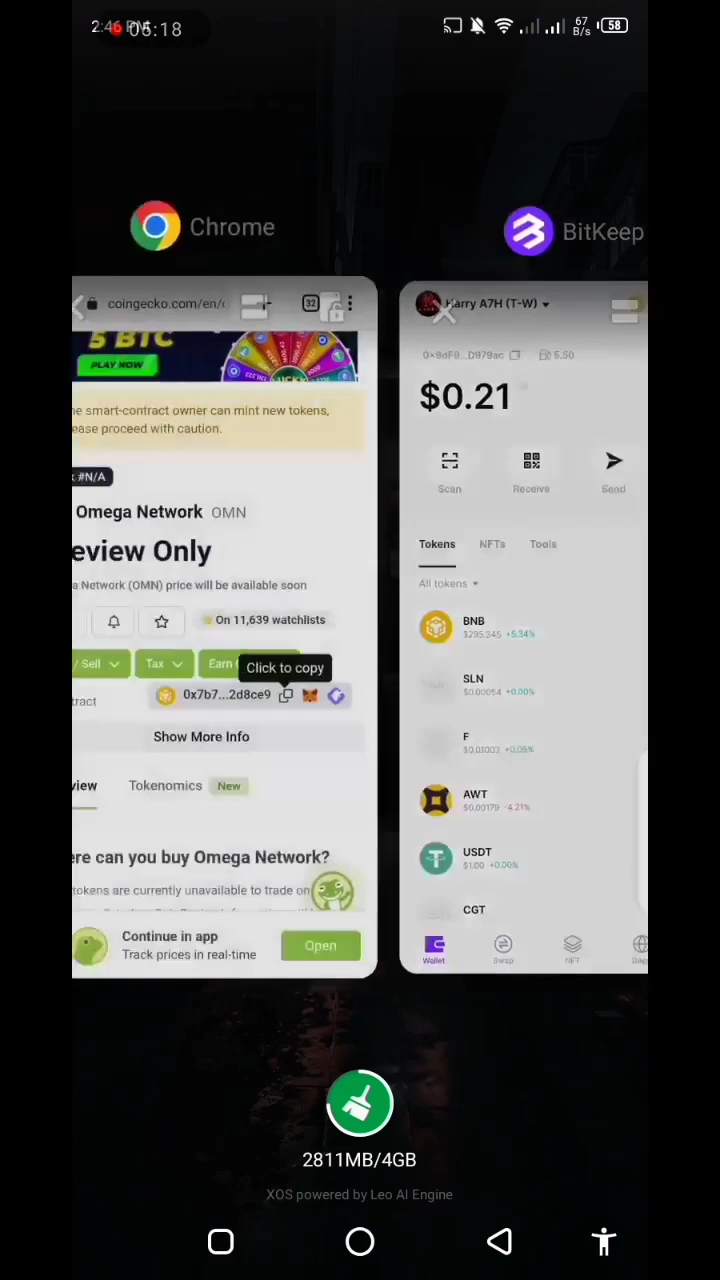 2:46 PM
06:18
67
B/s
58
Chrome
BitKeep
coingecko.com/en/c
32
5 BTC
PLAY NOW
LUCKY
he smart-contract owner can mint new tokens,
ease proceed with caution.
#N/A
Omega Network OMN
eview Only
a Network (OMN) price will be available soon
On 11,639 watchlists
/ Sell
Tax
Earn
Click to copy
tract
0x7b7...2d8ce9
Show More Info
view
Tokenomics
New
ere can you buy Omega Network?
tokens are currently unavailable to trade on
Continue in app
Track prices in real-time
Open
Harry A7H (T-W)
0x9dF9...D979ac
5.50
$0.21
Scan
Receive
Send
Tokens
NFTs
Tools
All tokens
BNB
$295.345 +5.34%
SLN
$0.00054 +0.00%
F
$0.01003 +0.06%
AWT
$0.00179 -4.21%
USDT
$1.00 +0.00%
CGT
Wallet
Swap
NFT
2811MB/4GB
XOS powered by Leo AI Engine